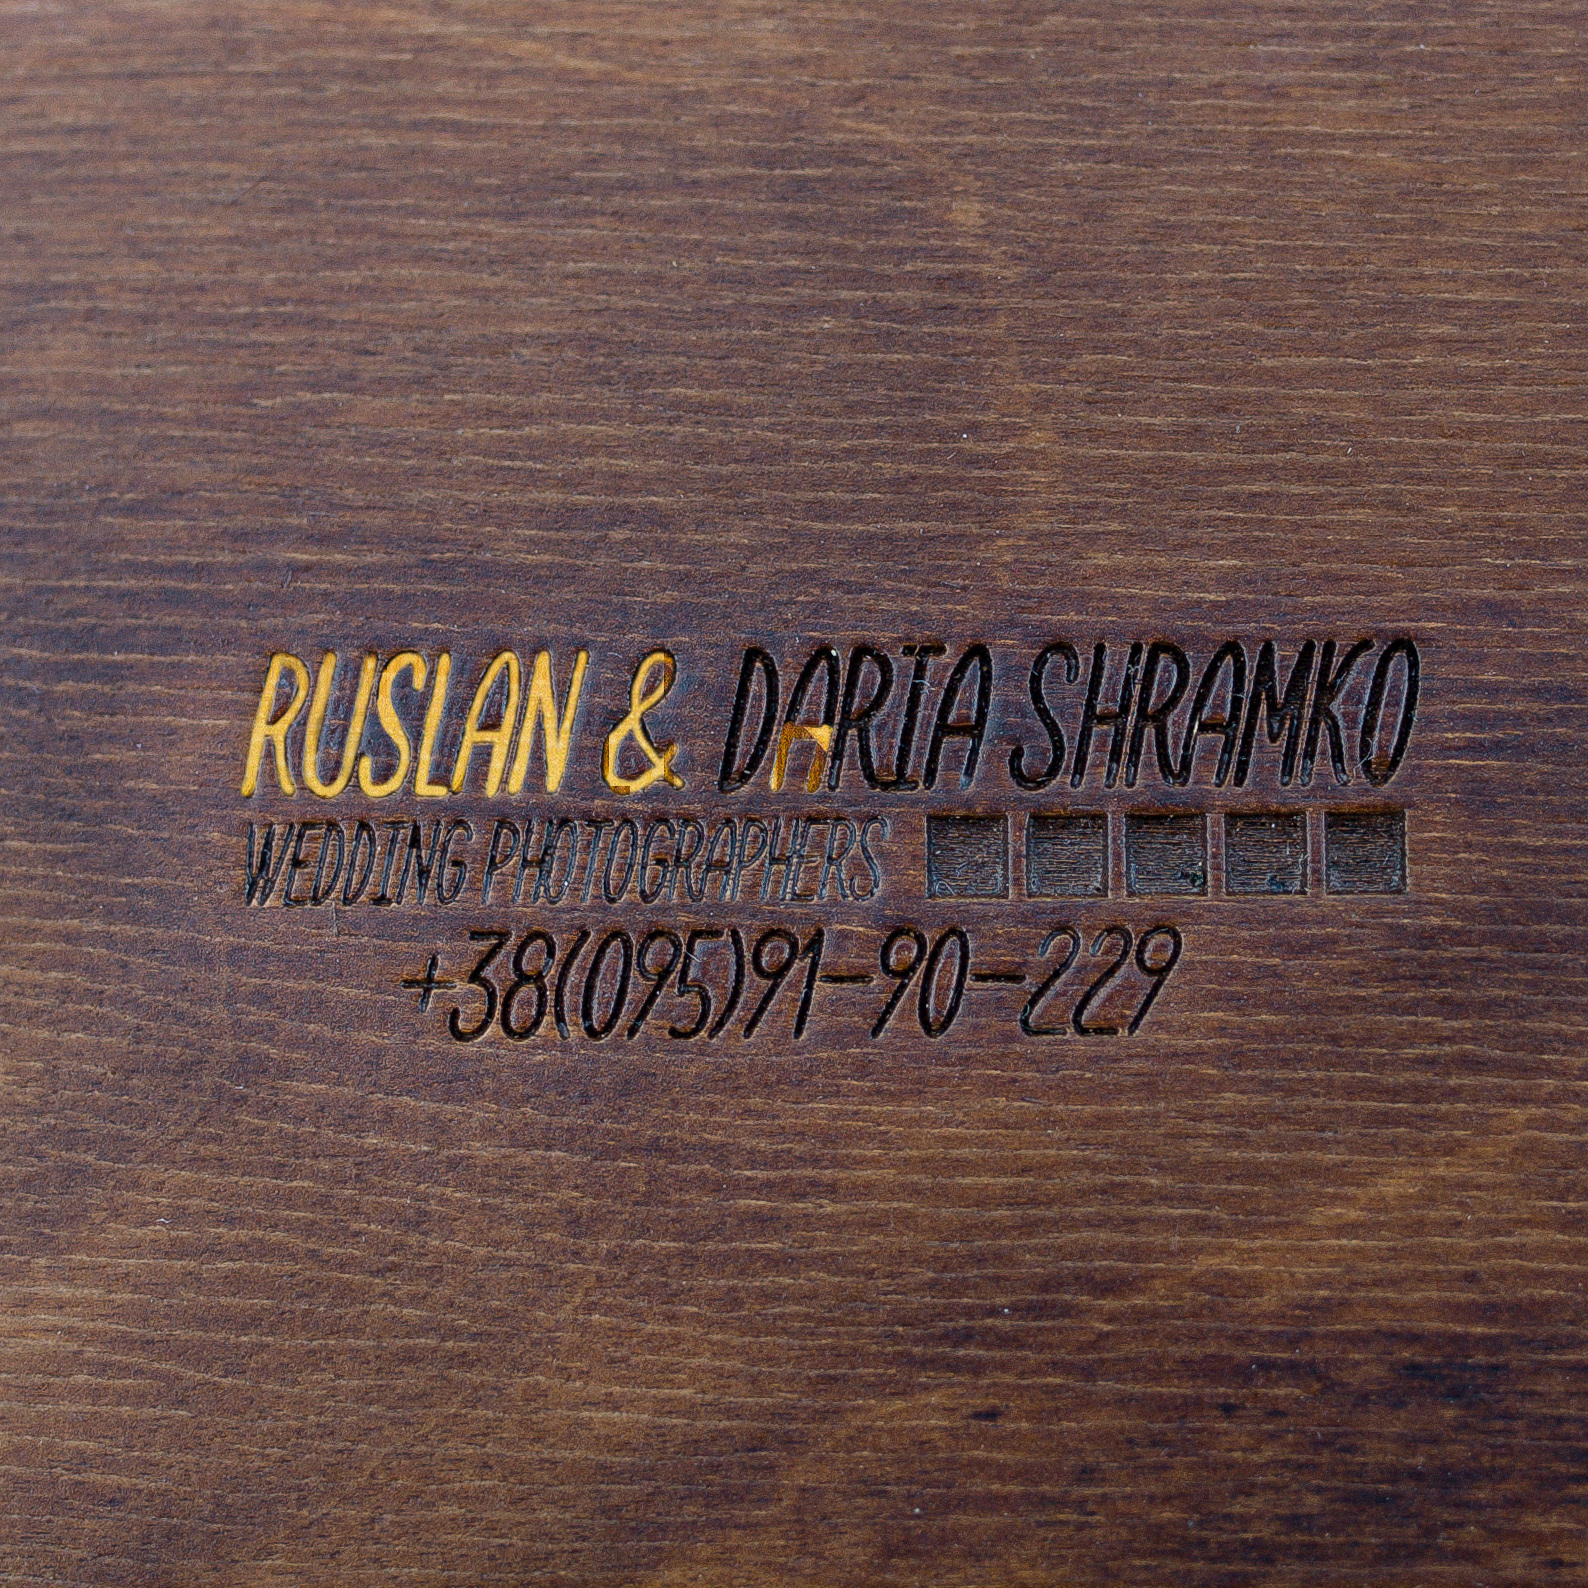 RUSLAN & DARIA SHRAMKO
WEDDING PHOTOGRAPHERS
+38(095)91-90-229